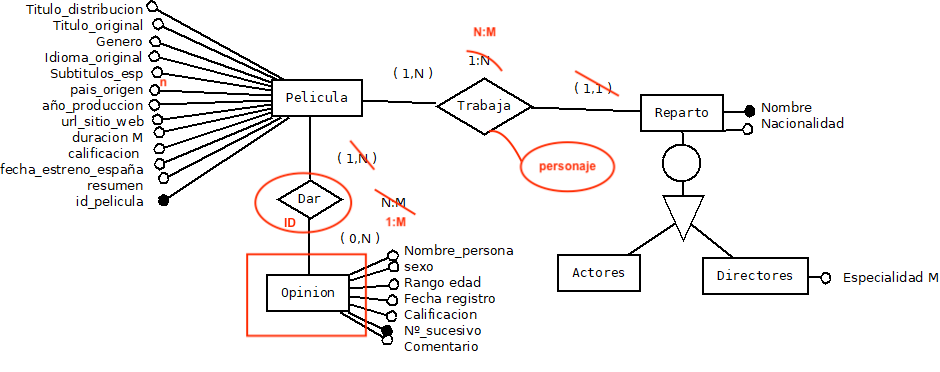 Titulo_distribucion
Titulo_original
Genero
Idioma_original
Subtitulos_esp
n
pais_origen
año_produccion
url_sitio_web
duracion M
calificacion
fecha_estreno_españa
resumen
id_pelicula
Pelicula
( 1,N )
N:M
1:N
Trabaja
( 1,1 )
personaje
Reparto
Nombre
Nacionalidad
( 1,N )
Dar
ID
N:M
1:M
( 0,N )
Opinion
Nombre_persona
sexo
Rango edad
Fecha registro
Calificacion
Nº_sucesivo
Comentario
Actores
Directores
Especialidad M